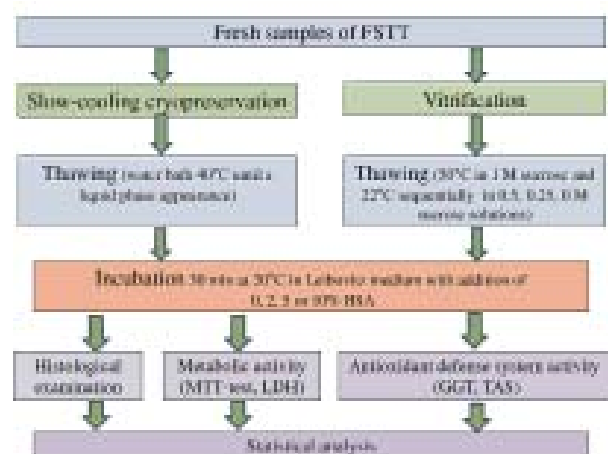 Fresh samples of FSTT
Slow-cooling cryopreservation
Vitrification
Thawing (water bath 40°C until a
liquid phase appearance)
Thawing (50°C in 1 M sucrose and
22°C sequentially in 0.5, 0.25, 0 M
sucrose solutions)
Incubation 30 min at in Leibovitz medium with addition of
0, 2, 5 or 10%
Histological
examination
Metabolic activity
(MTT-test, LDH)
Antioxidant defense system activity
(GGT, TAS)
Statistical analysis